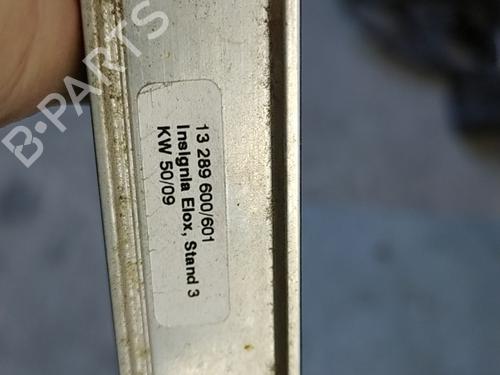 B-PARTS
13 289 600/601
Insignia Elox, Stand 3
KW 50/09